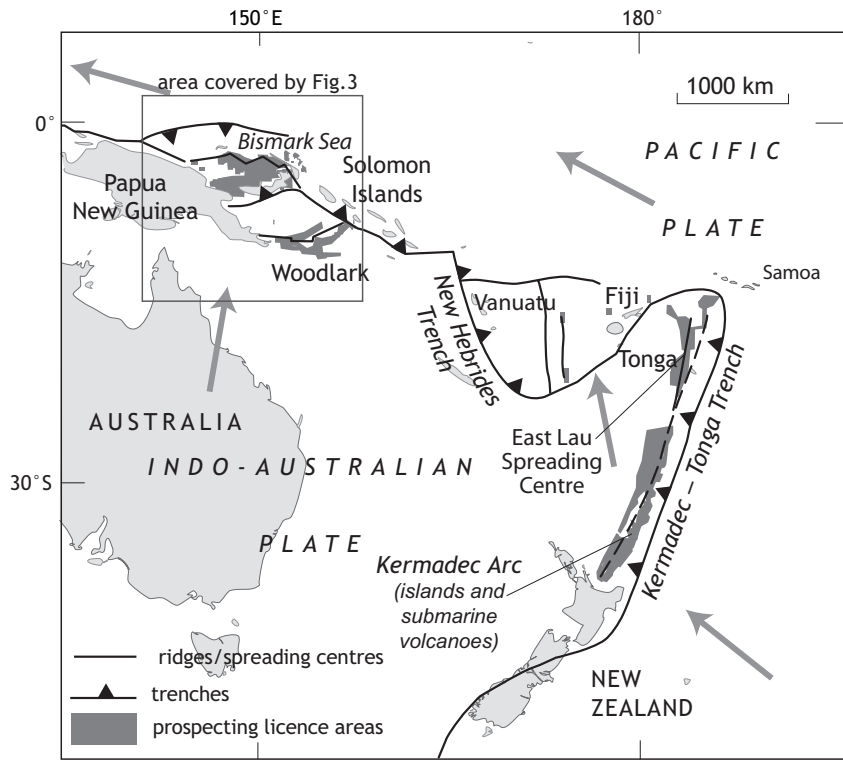 150°E
180°
area covered by Fig.3
1000 km
0°
Bismark Sea
PACIFIC
Solomon
Islands
Papua
New Guinea
PLATE
Woodlark
Samoa
New Hebrides
Trench
Vanuatu
Fiji
Tonga
Kermadec – Tonga Trench
AUSTRALIA
East Lau
Spreading
Centre
INDO-AUSTRALIAN
30°S
PLATE
Kermadec Arc
(islands and
submarine
volcanoes)
ridges/spreading centres
trenches
prospecting licence areas
NEW
ZEALAND